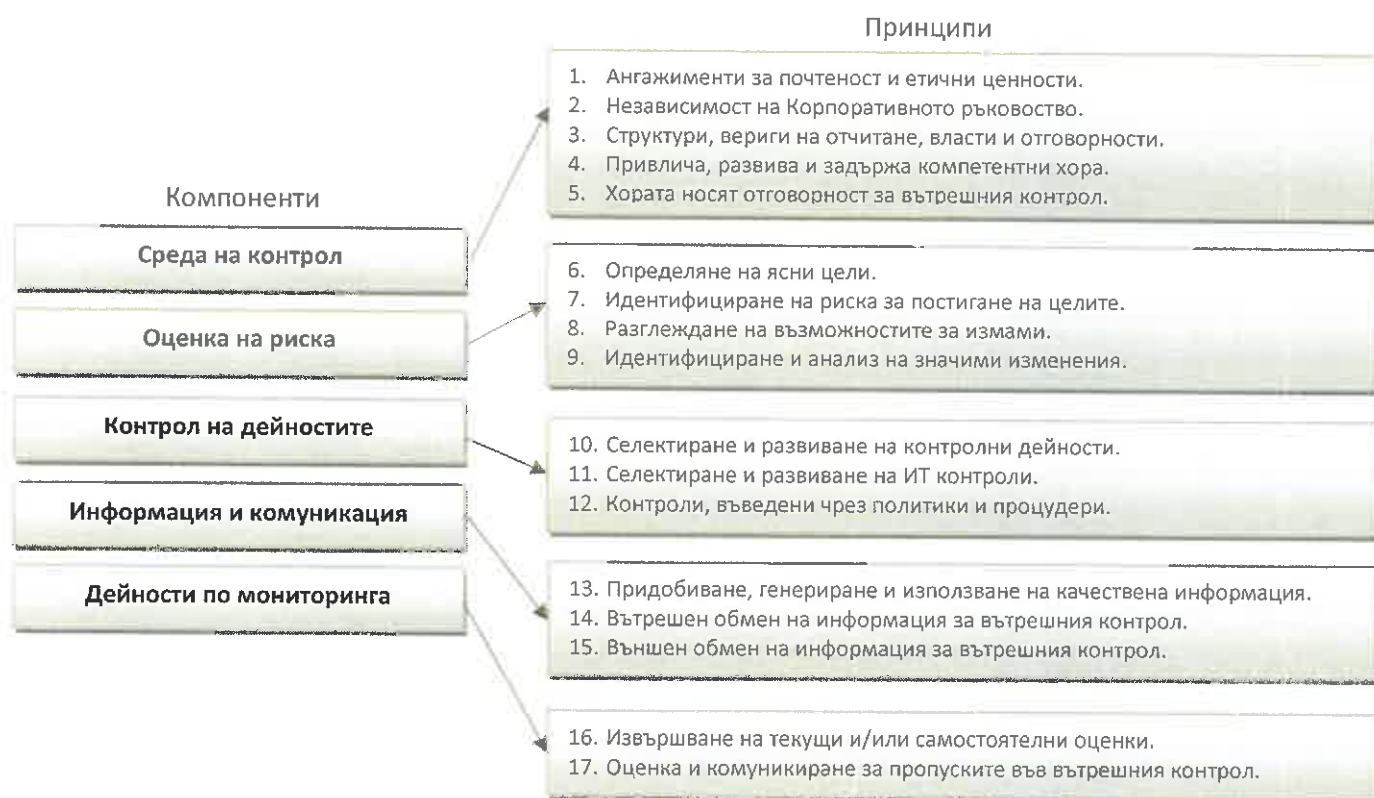 Принципи
1. Ангажименти за почтеност и етични ценности.
2. Независимост на Корпоративното ръковоство.
3. Структури, вериги на отчитане, власти и отговорности.
4. Привлича, развива и задържа компетентни хора.
5. Хората носят отговорност за вътрешния контрол.
Компоненти
Среда на контрол
Оценка на риска
Контрол на дейностите
Информация и комуникация
Дейности по мониторинга
6. Определяне на ясни цели.
7. Идентифициране на риска за постигане на целите.
8. Разглеждане на възможностите за измами.
9. Идентифициране и анализ на значими изменения.
10. Селектиране и развиване на контролни дейности.
11. Селектиране и развиване на ИТ контроли.
12. Контроли, въведени чрез политики и процудери.
13. Придобиване, генериране и използване на качествена информация.
14. Вътрешен обмен на информация за вътрешния контрол.
15. Външен обмен на информация за вътрешния контрол.
16. Извършване на текущи и/или самостоятелни оценки.
17. Оценка и комуникиране за пропуските във вътрешния контрол.